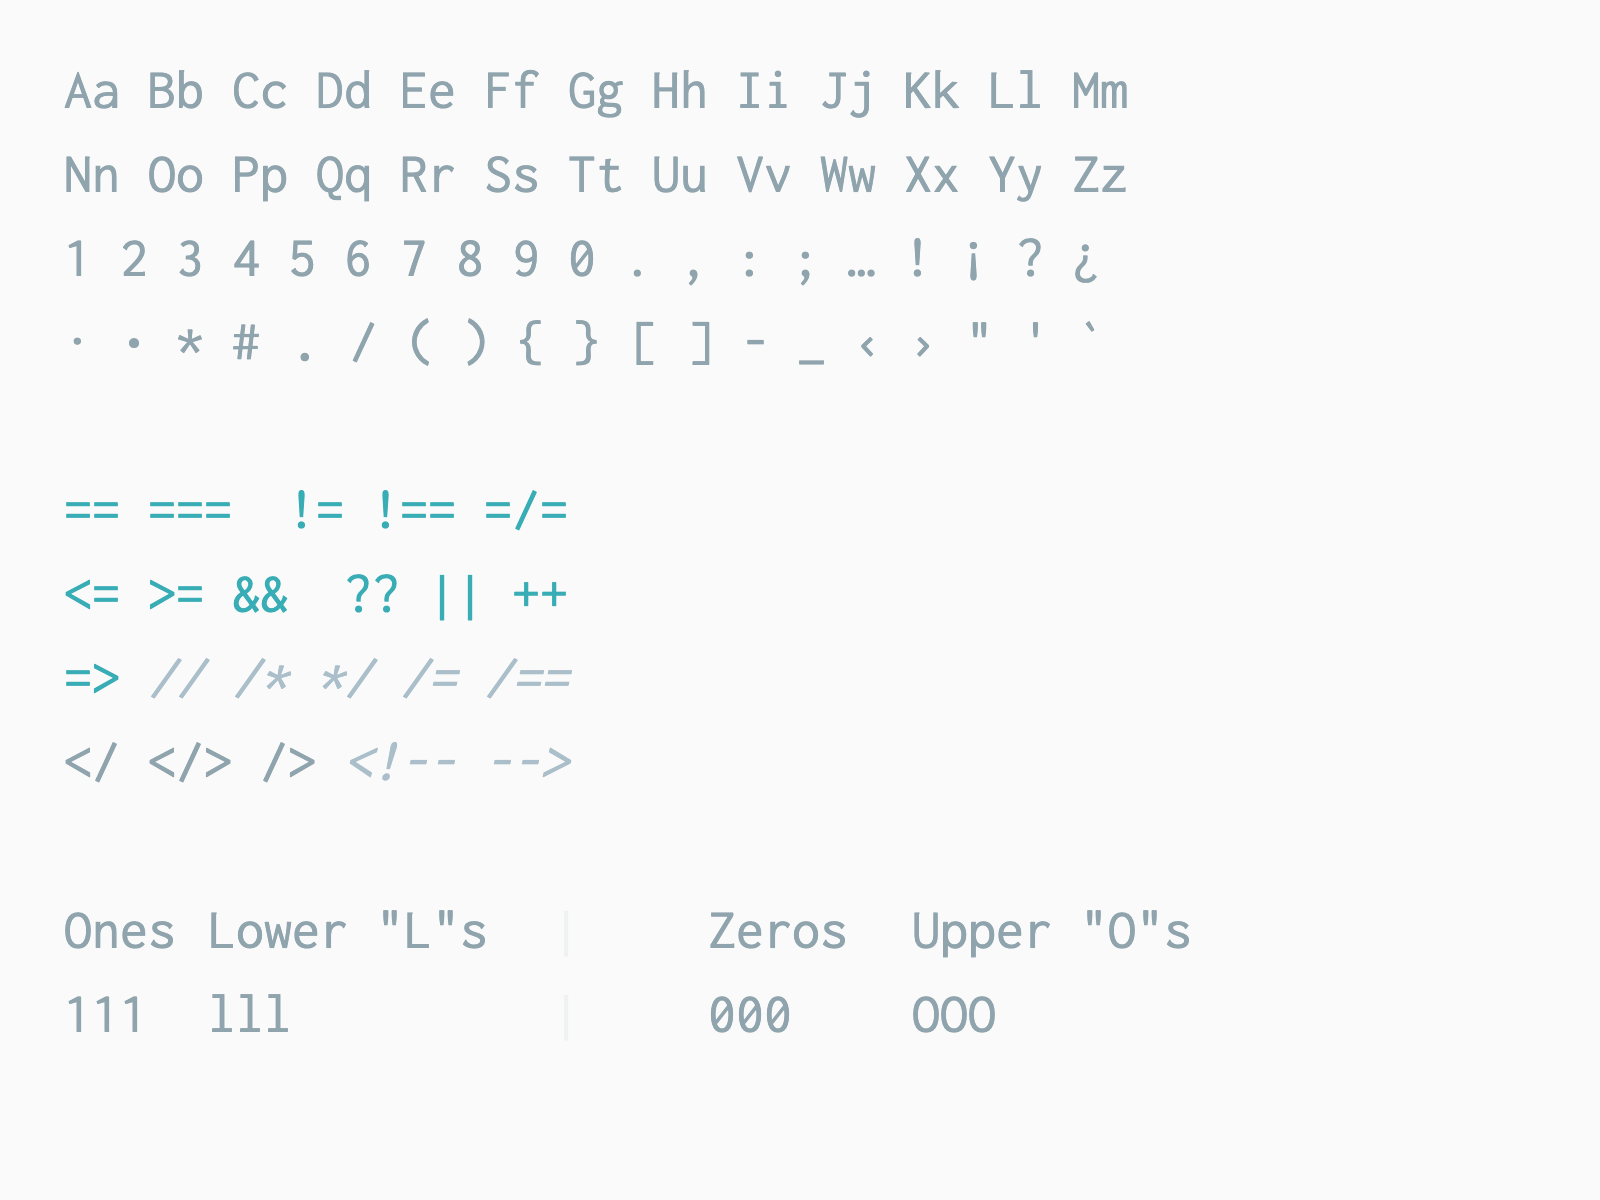 Aa Bb Cc Dd Ee Ff Gg Hh Ii Jj Kk Ll Mm
Nn Oo Pp Qq Rr Ss Tt Uu Vv Ww Xx Yy Zz
1 2 3 4 5 6 7 8 9 0 . , : ; … ! ¡ ? ¿
· • * # . / ( ) { } [ ] - _ ‹ › " ' `
== ===  != !== =/=
<= >= &&  ?? || ++
=> // /* */ /= /==
</ </> /> <!-- -->
Ones Lower "L"s | Zeros Upper "O"s
111 lll | 000 OOO